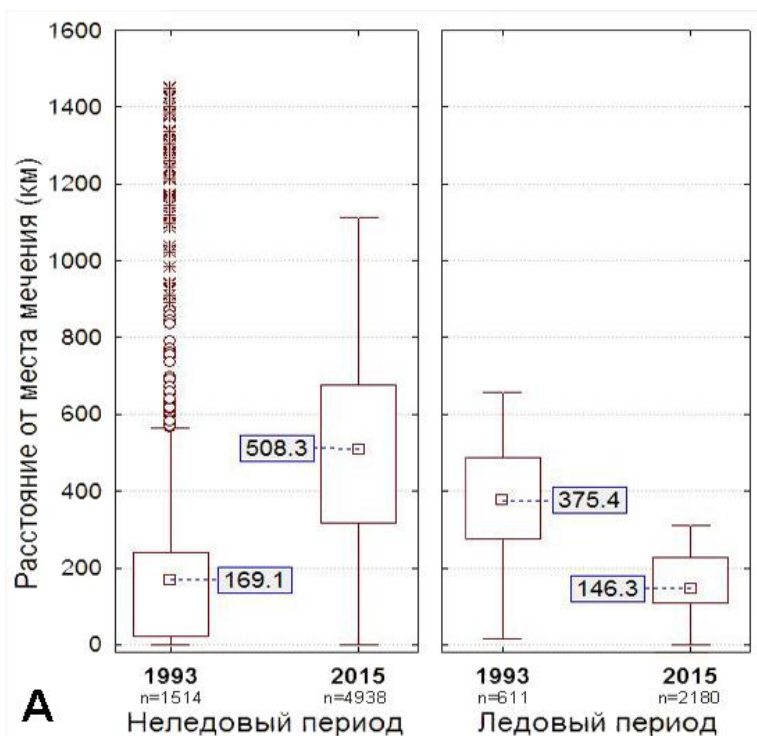 Расстояние от места мечения (км)
1600
1400
1200
1000
800
600
400
200
0
508.3
169.1
375.4
146.3
1993
2015
1993
2015
n=1514
n=4938
n=611
n=2180
А
Неледовый период
Ледовый период